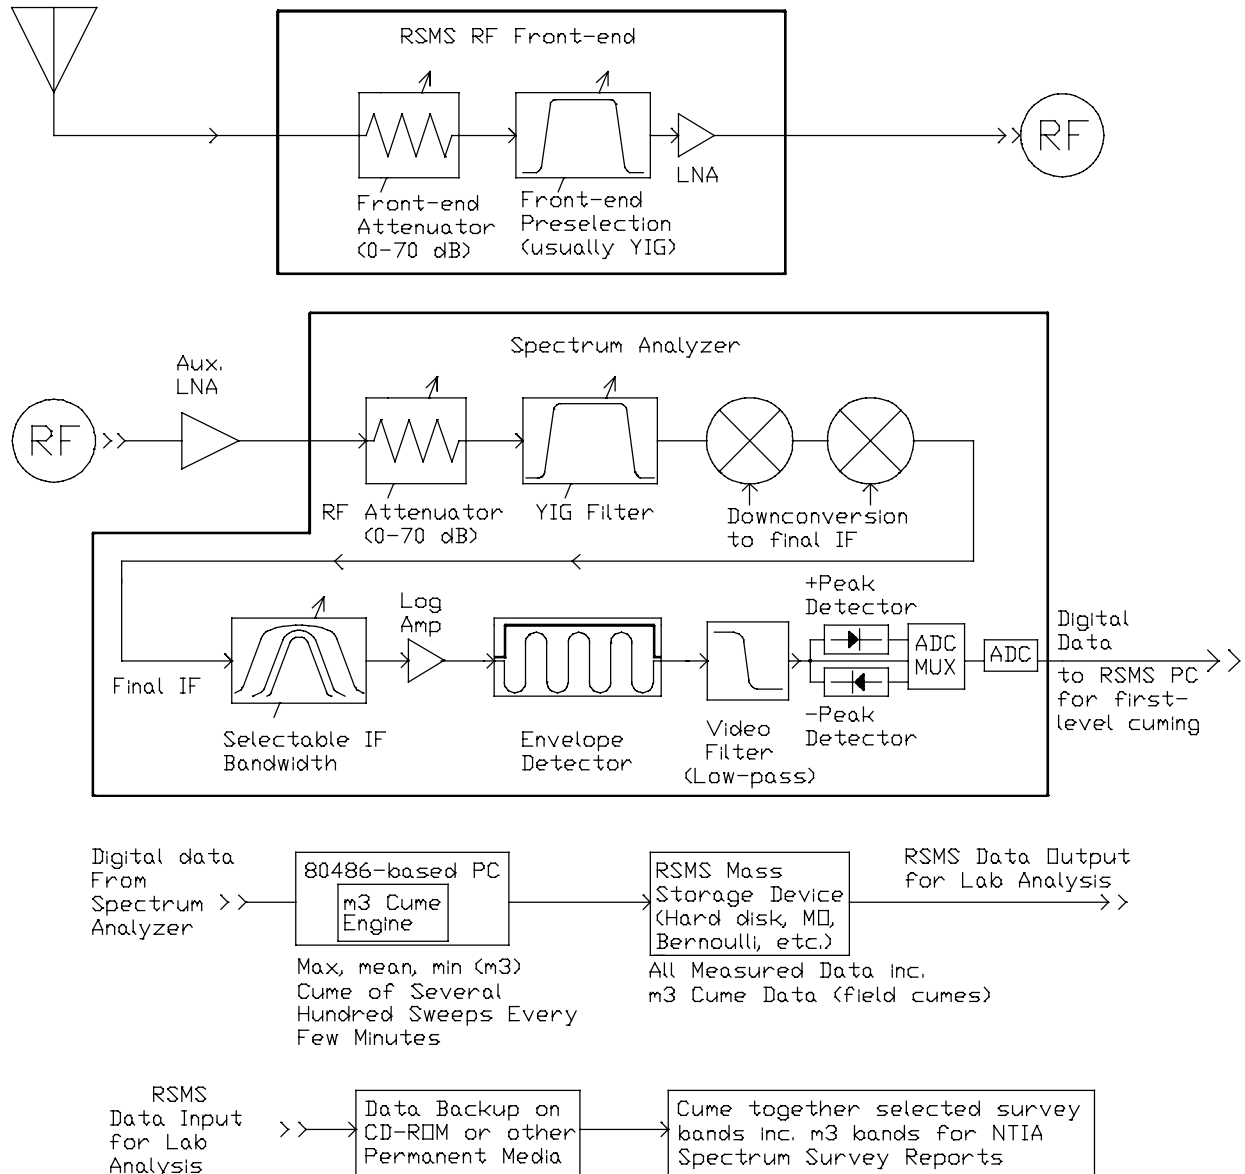 RSMS RF Front-end
LNA
RF
Front-end
Attenuator
(0-70 dB)
Front-end
Preselection
(usually YIG)
Spectrum Analyzer
Aux.
LNA
RF
RF Attenuator
(0-70 dB)
YIG Filter
Downconversion
to final IF
Log
Amp
+Peak
Detector
ADC
MUX
ADC
Digital
Data
to RSMS PC
for first-
level cuming
Final IF
Selectable IF
Bandwidth
Envelope
Detector
Video
Filter
(Low-pass)
-Peak
Detector
Digital data
From
Spectrum
Analyzer
80486-based PC
m3 Cume
Engine
Max, mean, min (m3)
Cume of Several
Hundred Sweeps Every
Few Minutes
RSMS Mass
Storage Device
(Hard disk, MO,
Bernoulli, etc.)
All Measured Data inc.
m3 Cume Data (field cumes)
RSMS Data Output
for Lab Analysis
RSMS
Data Input
for Lab
Analysis
Data Backup on
CD-ROM or other
Permanent Media
Cume together selected survey
bands inc. m3 bands for NTIA
Spectrum Survey Reports